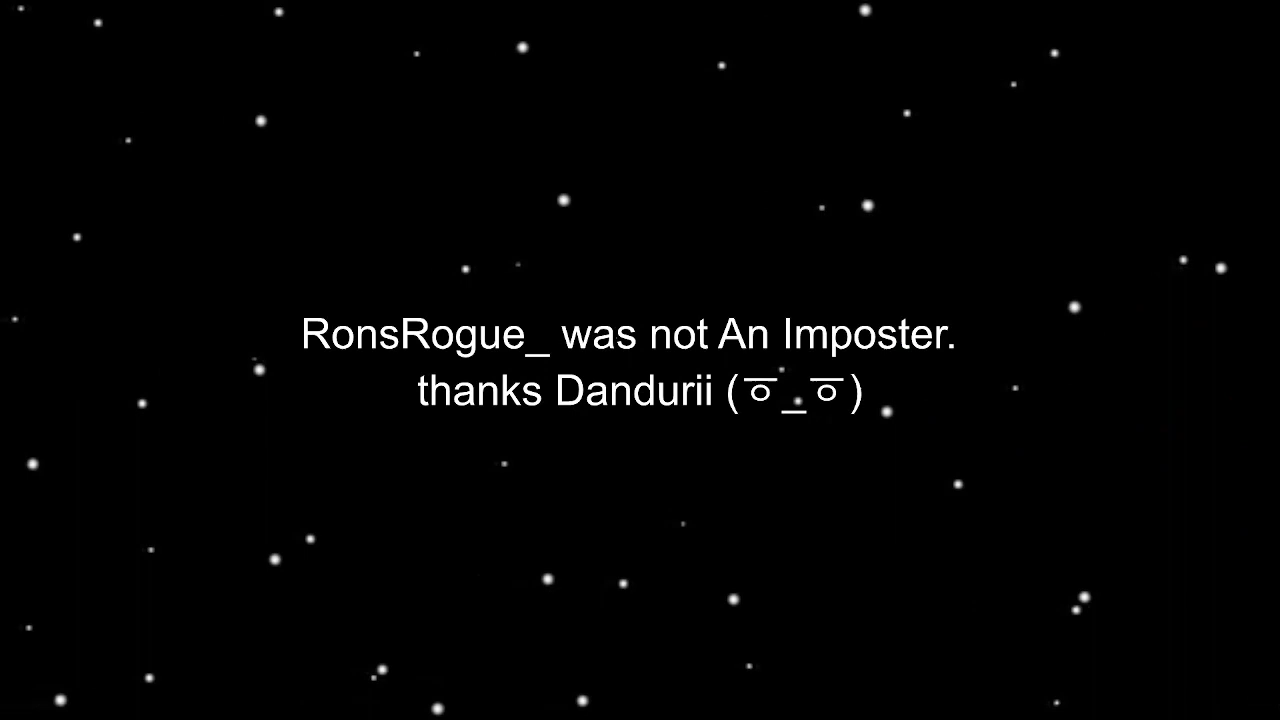 RonsRogue_ was not An Imposter.
thanks Dandurii (ㅎ_ㅎ)